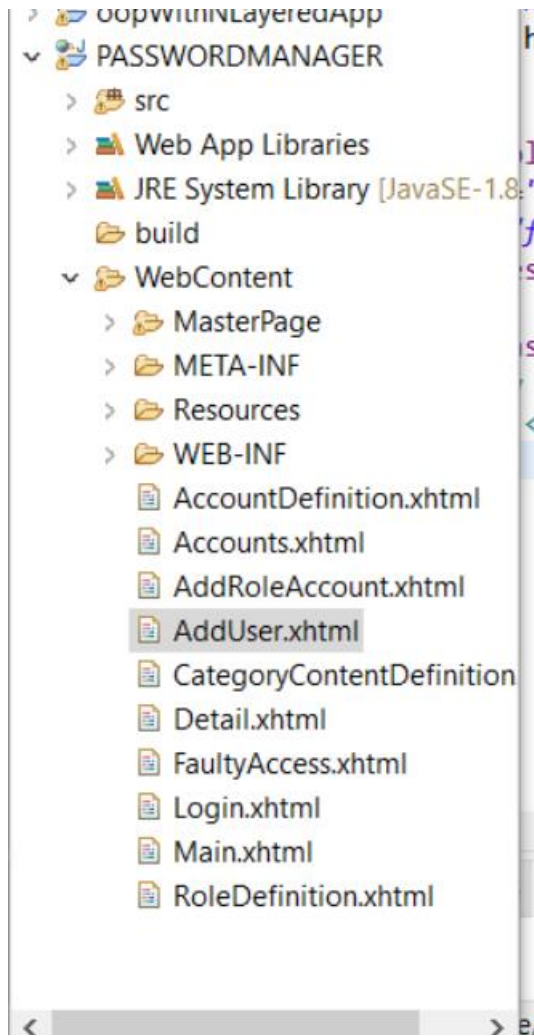 oopWithNLayeredApp
PASSWORDMANAGER
src
Web App Libraries
JRE System Library [JavaSE-1.8
build
WebContent
MasterPage
META-INF
Resources
WEB-INF
AccountDefinition.xhtml
Accounts.xhtml
AddRoleAccount.xhtml
AddUser.xhtml
CategoryContentDefinition
Detail.xhtml
FaultyAccess.xhtml
Login.xhtml
Main.xhtml
RoleDefinition.xhtml